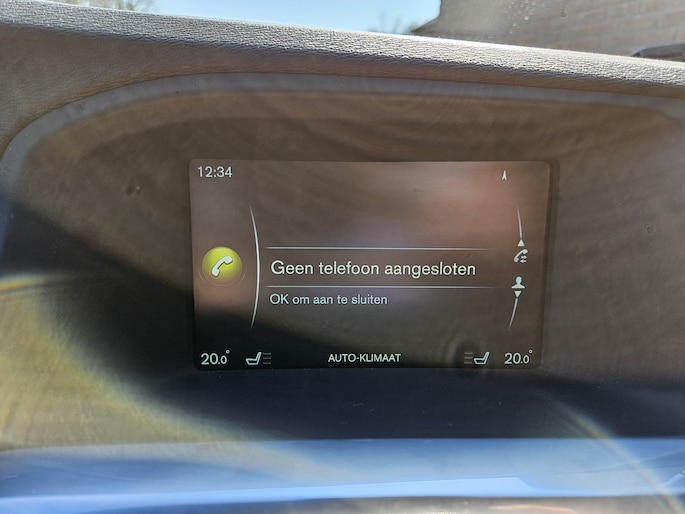 12:34
Geen telefoon aangesloten
OK om aan te sluiten
20.0° AUTO-KLIMAAT 20.0°